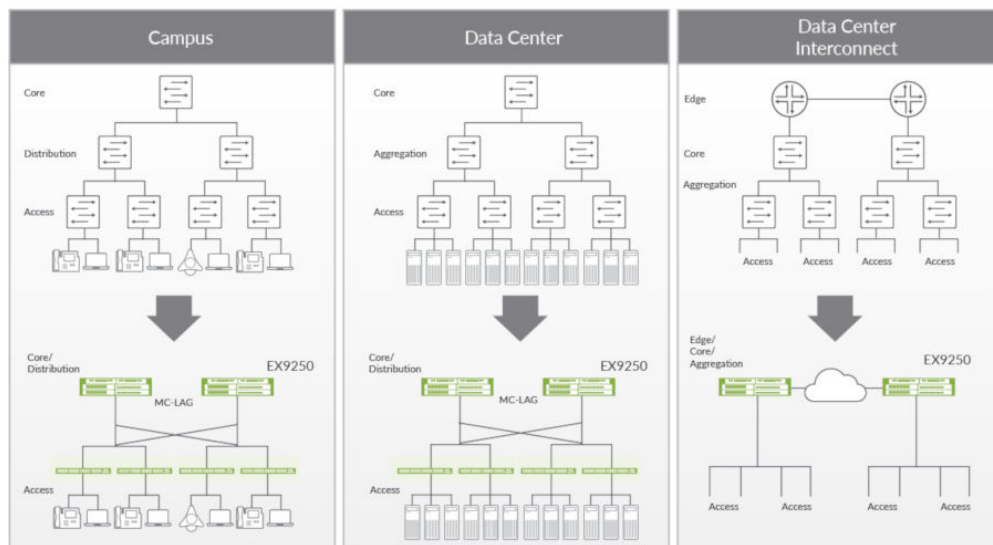 Campus
Core
Distribution
Access
Core/
Distribution
EX9250
MC-LAG
Access
Data Center
Core
Aggregation
Access
Core/
Distribution
EX9250
MC-LAG
Access
Data Center
Interconnect
Edge
Core
Aggregation
Access
Access
Access
Access
Edge/
Core/
Aggregation
EX9250
Access
Access
Access
Access